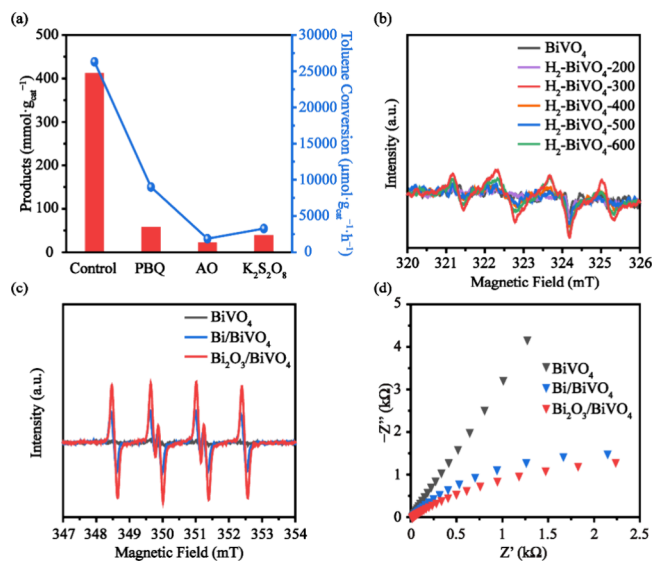 (a)
500
400
300
200
100
50
0
Products (mmol·g_cat⁻¹)
30000
25000
20000
15000
10000
5000
0
Toluene Conversion (μmol·g_cat⁻¹·h⁻¹)
Control PBQ AO K₂S₂O₈
(b)
BiVO₄
H₂-BiVO₄-200
H₂-BiVO₄-300
H₂-BiVO₄-400
H₂-BiVO₄-500
H₂-BiVO₄-600
Intensity (a.u.)
320 321 322 323 324 325 326
Magnetic Field (mT)
(c)
BiVO₄
Bi/BiVO₄
Bi₂O₃/BiVO₄
Intensity (a.u.)
347 348 349 350 351 352 353 354
Magnetic Field (mT)
(d)
5
4
3
2
1
0
−Z″ (kΩ)
BiVO₄
Bi/BiVO₄
Bi₂O₃/BiVO₄
0 0.5 1 1.5 2 2.5
Z′ (kΩ)